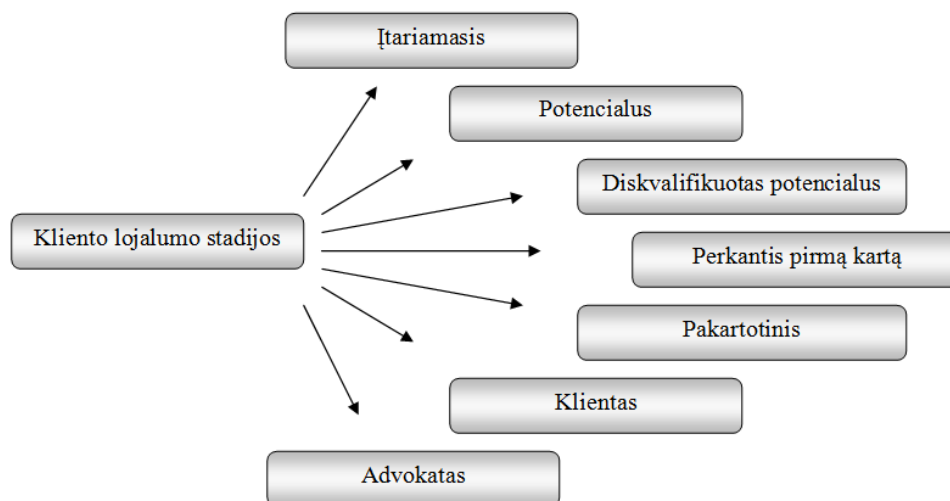 Įtariamasis
Potencialus
Diskvalifikuotas potencialus
Kliento lojalumo stadijos
Perkantis pirmą kartą
Pakartotinis
Klientas
Advokatas